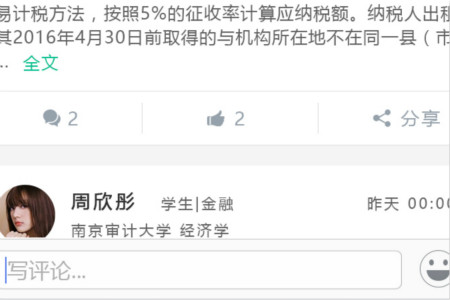 易计税方法，按照5%的征收率计算应纳税额。纳税人出租
其2016年4月30日前取得的与机构所在地不在同一县（市
... 全文
2 2 分享
周欣彤 学生|金融 昨天 00:00
南京审计大学 经济学
写评论...